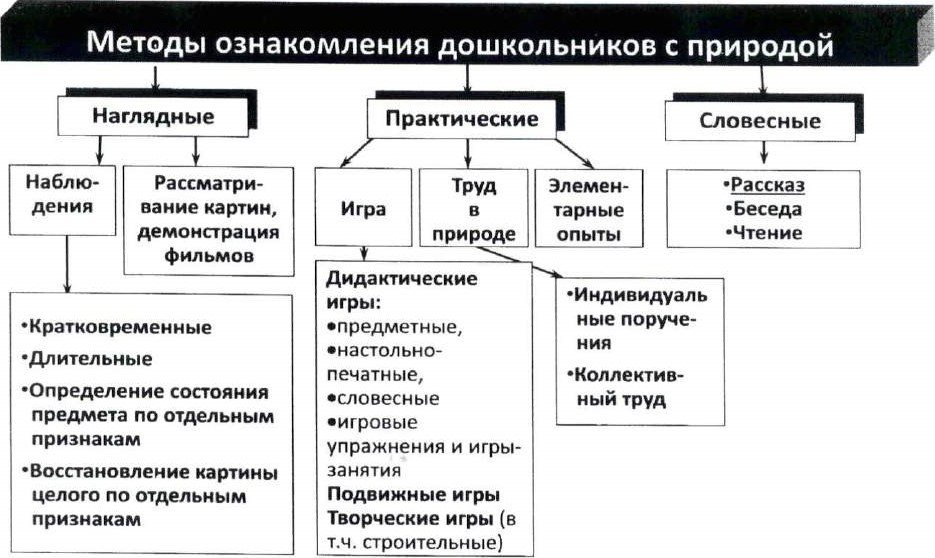 Методы ознакомления дошкольников с природой
Наглядные
Практические
Словесные
Наблю-
дения
Рассматри-
вание картин,
демонстрация
фильмов
Игра
Труд
в
природе
Элемен-
тарные
опыты
•Рассказ
•Беседа
•Чтение
•Кратковременные
•Длительные
•Определение состояния
предмета по отдельным
признакам
•Восстановление картины
целого по отдельным
признакам
Дидактические
игры:
•предметные,
•настольно-
печатные,
•словесные
•игровые
упражнения и игры-
занятия
Подвижные игры
Творческие игры (в
т.ч. строительные)
•Индивидуаль
ные поруче-
ния
•Коллектив-
ный труд